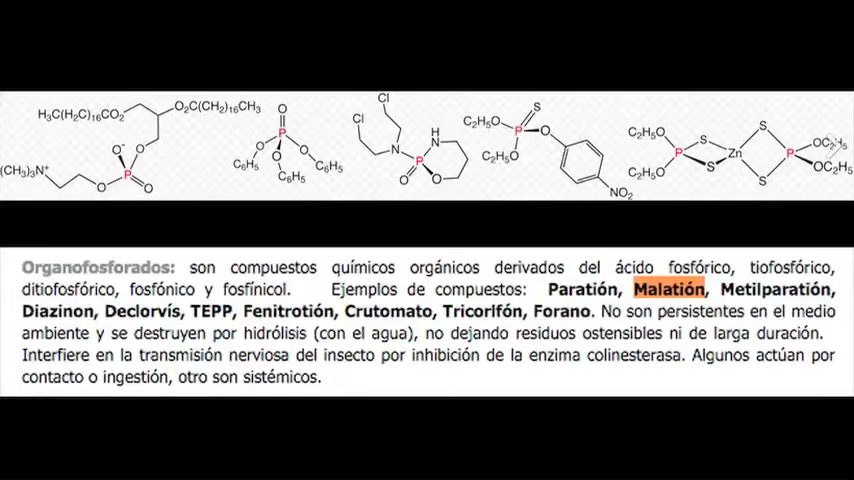 H₃C(H₂C)₁₆CO₂ O₂C(CH₂)₁₆CH₃
O⁻ O P O O (CH₃)₃N⁺
O P O O O C₆H₅ C₆H₅ C₆H₅
Cl Cl N H N P O O
C₂H₅O S P O C₂H₅O NO₂
C₂H₅O C₂H₅O P S S Zn S S P OC₂H₅ OC₂H₅
Organofosforados: son compuestos químicos orgánicos derivados del ácido fosfórico, tiofosfórico,
ditiofosfórico, fosfónico y fosfínicol. Ejemplos de compuestos: Paratión, Malatión, Metilparatión,
Diazinon, Declorvís, TEPP, Fenitrotión, Crutomato, Tricorlfón, Forano. No son persistentes en el medio
ambiente y se destruyen por hidrólisis (con el agua), no dejando residuos ostensibles ni de larga duración.
Interfiere en la transmisión nerviosa del insecto por inhibición de la enzima colinesterasa. Algunos actúan por
contacto o ingestión, otro son sistémicos.